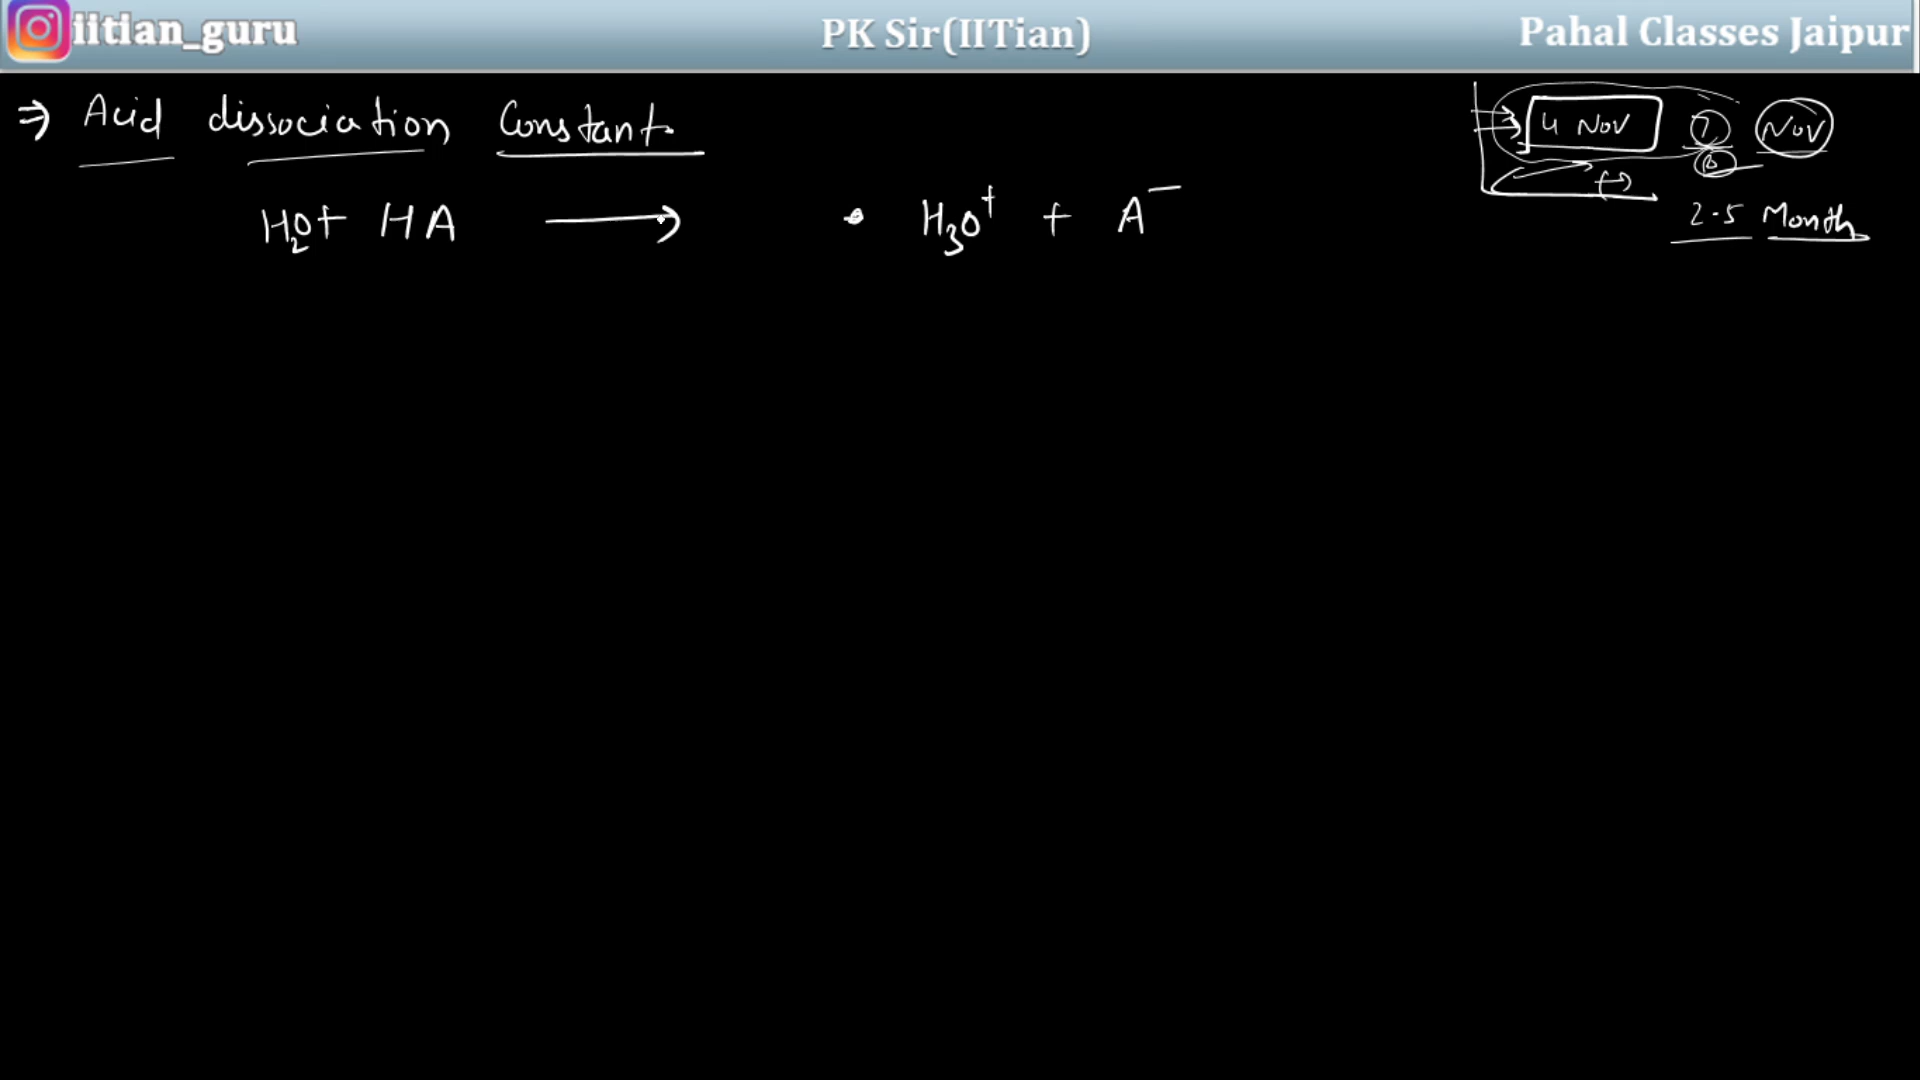 iitian_guru PK Sir(IITian) Pahal Classes Jaipur
⇒ Acid dissociation Constant
4 Nov 7 Nov
H₂O + HA ⟶ H₃O⁺ + A⁻
2.5 Month